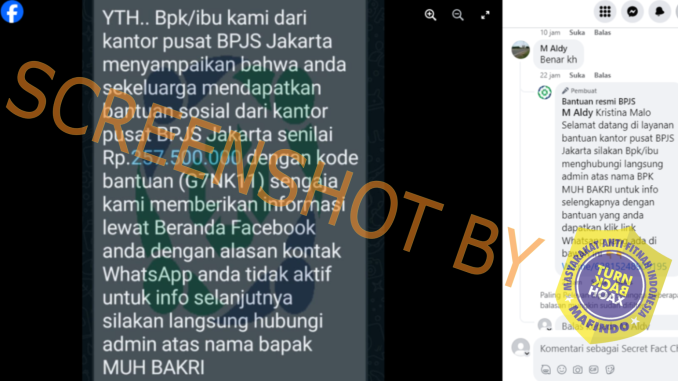 YTH.. Bpk/ibu kami dari
kantor pusat BPJS Jakarta
menyampaikan bahwa anda
sekeluarga mendapatkan
bantuan sosial dari kantor
pusat BPJS Jakarta senilai
Rp.257.500.000 dengan kode
bantuan (G7NK11) sengaja
kami memberikan informasi
lewat Beranda Facebook
anda dengan alasan kontak
WhatsApp anda tidak aktif
untuk info selanjutnya
silakan langsung hubungi
admin atas nama bapak
MUH BAKRI
SCREENSHOT BY
10 jam Suka Balas
M Aldy
Benar kh
22 jam Suka Balas
Pembuat
Bantuan resmi BPJS
M Aldy Kristina Malo
Selamat datang di layanan
bantuan kantor pusat BPJS
Jakarta silakan Bpk/ibu
menghubungi langsung
admin atas nama BPK
MUH BAKRI untuk info
selengkapnya dengan
bantuan yang anda
dapatkan klik link
di
Paling
balasan
Balas Aldy
Komentari sebagai Secret Fact
MASYARAKAT ANTI FITNAH INDONESIA
TURN
BACK
HOAX
MAFINDO